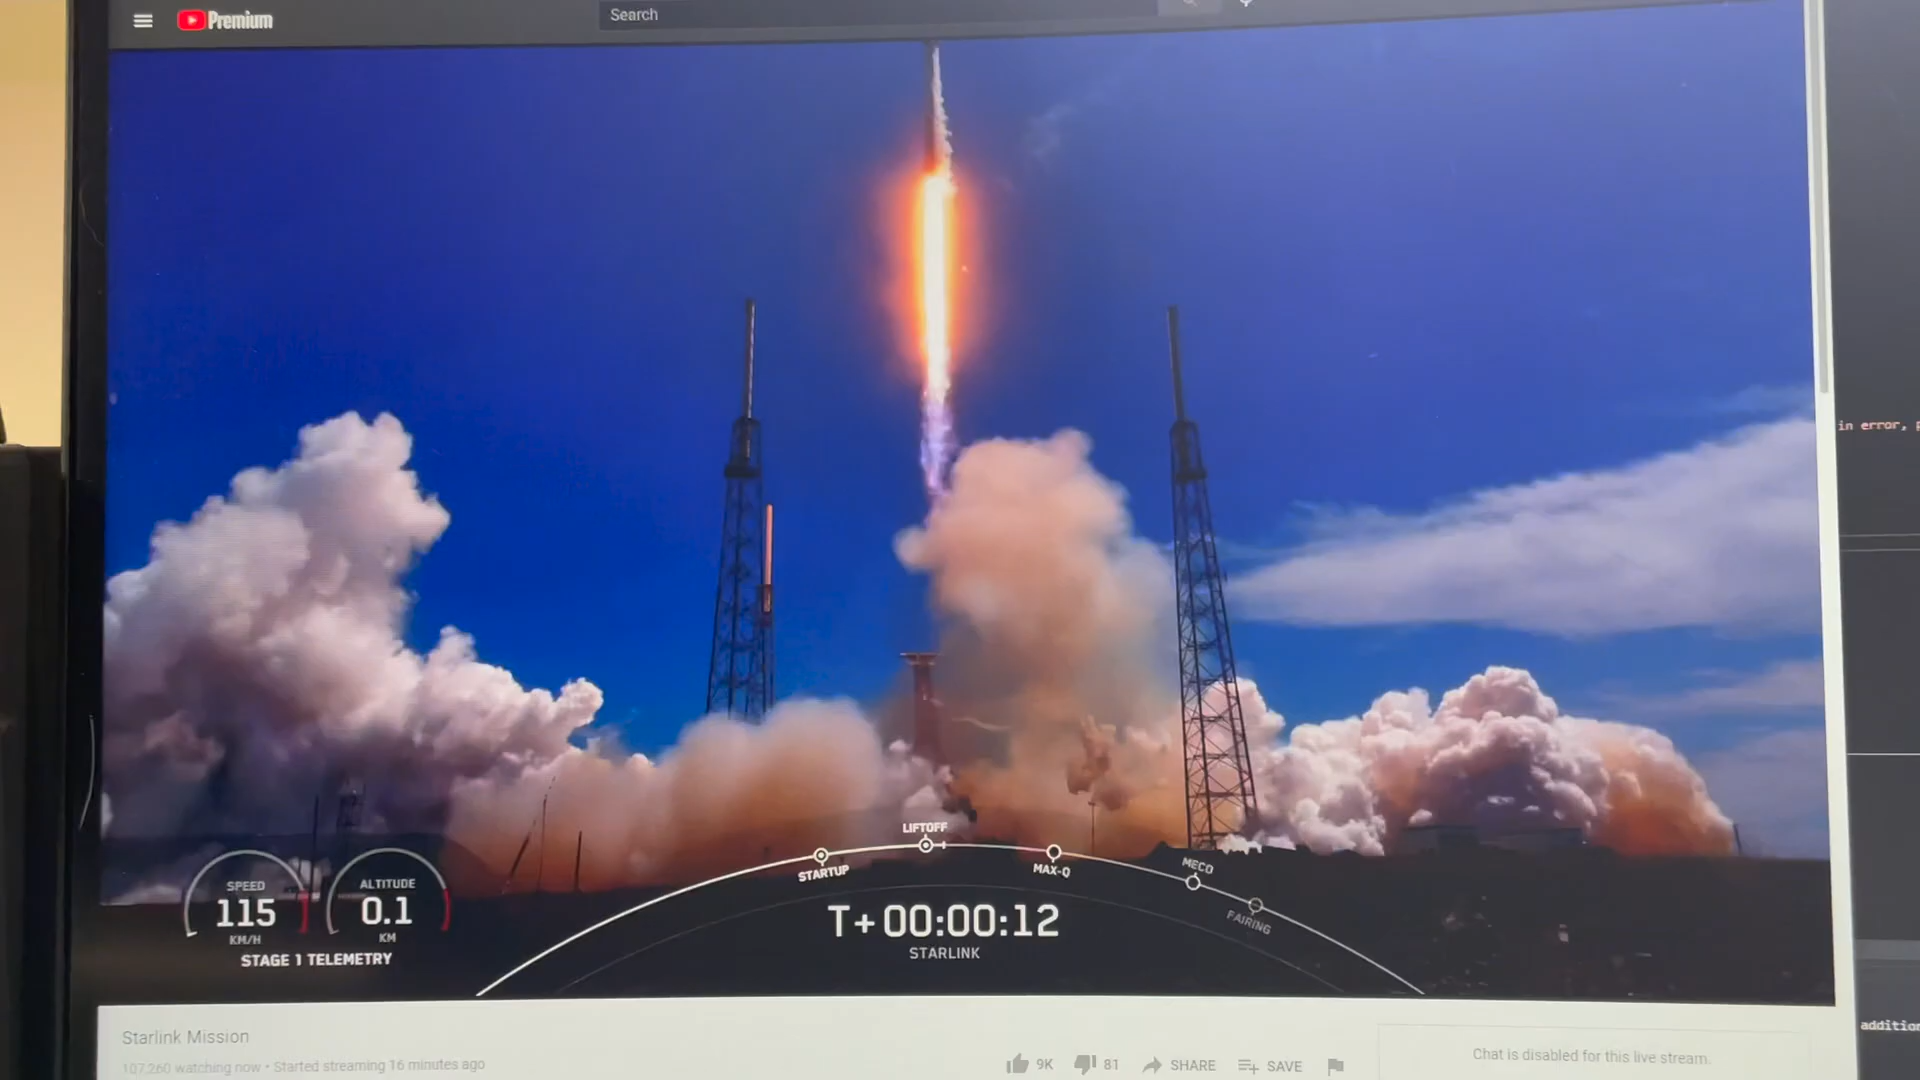 Premium
Search
in error,
LIFTOFF
STARTUP
MAX-Q
MECO
FAIRING
SPEED
115
KM/H
ALTITUDE
0.1
KM
STAGE 1 TELEMETRY
T+00:00:12
STARLINK
addition
Starlink Mission
107,260 watching now • Started streaming 16 minutes ago
9K
81
SHARE
SAVE
Chat is disabled for this live stream.